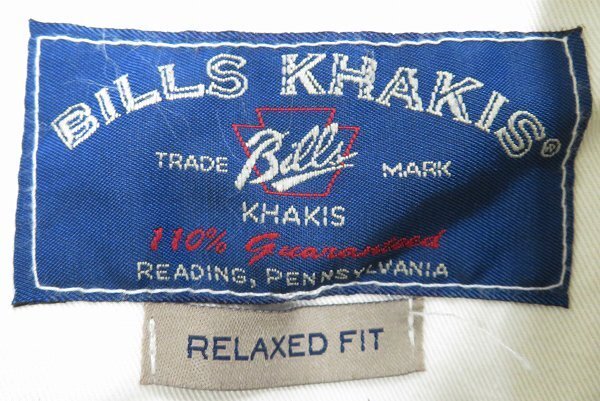 BILLS KHAKIS®
TRADE Bills MARK
KHAKIS
110% Guaranteed
READING, PENNSYLVANIA
RELAXED FIT